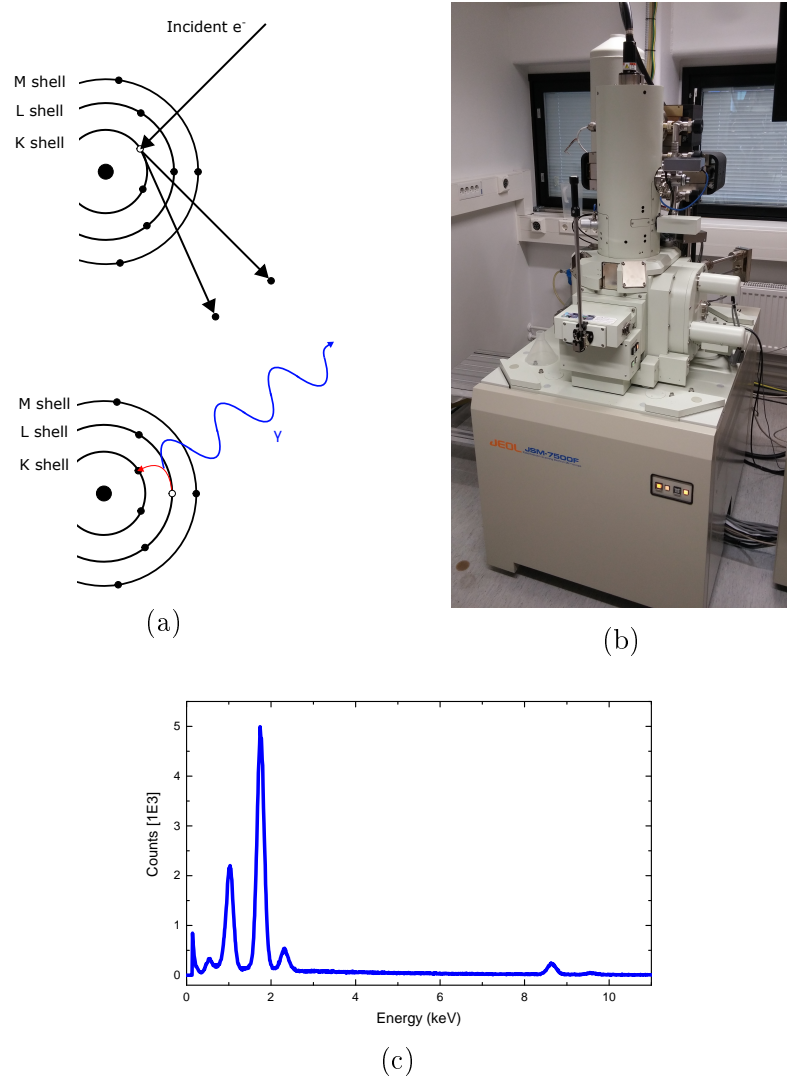 Incident e⁻
M shell
L shell
K shell
M shell
L shell
K shell
γ
(a)
JEOL JSM-7500F
(b)
5
4
3
2
1
0
Counts [1E3]
0 2 4 6 8 10
Energy (keV)
(c)